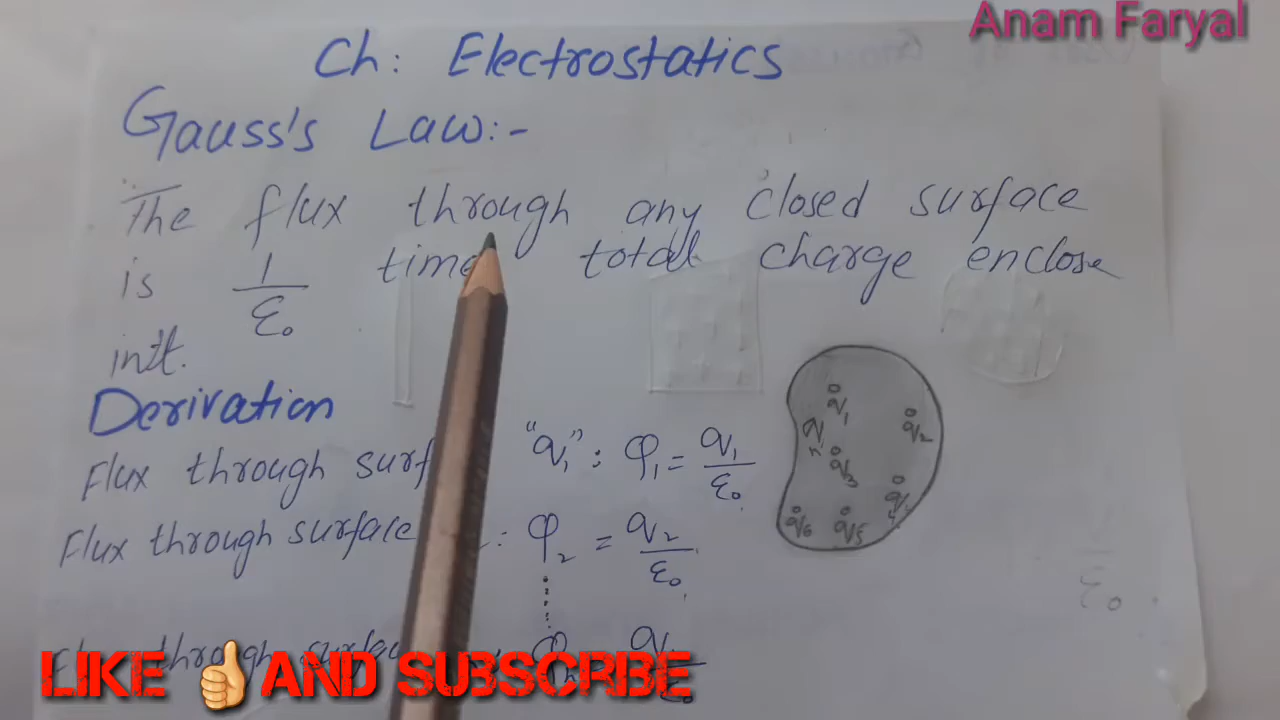 Anam Faryal
Ch: Electrostatics
Gauss's Law:-
The flux through any closed surface
is 1/ε₀ time total charge enclose
in it.
Derivation
Flux through surf "q₁": φ₁ = q₁/ε₀
Flux through surface : φ₂ = q₂/ε₀
through
q₁
q₂
q₃
q₅
q₆
ε₀
LIKE 👍 AND SUBSCRBE